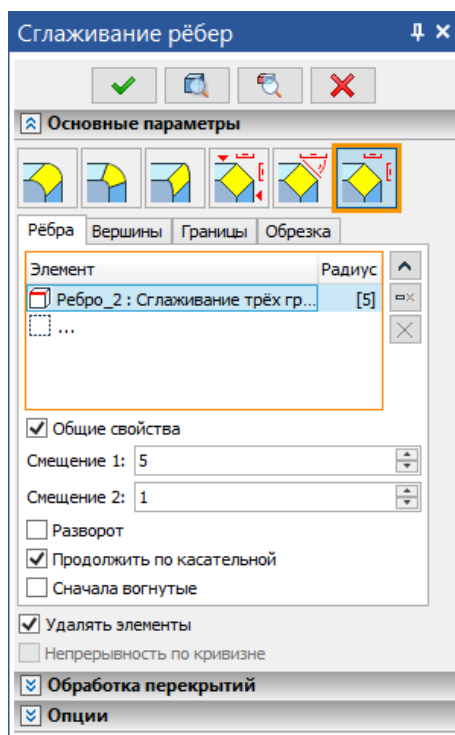 Сглаживание рёбер
Основные параметры
Рёбра Вершины Границы Обрезка
Элемент Радиус
Ребро_2 : Сглаживание трёх гр... [5]
...
Общие свойства
Смещение 1: 5
Смещение 2: 1
Разворот
Продолжить по касательной
Сначала вогнутые
Удалять элементы
Непрерывность по кривизне
Обработка перекрытий
Опции